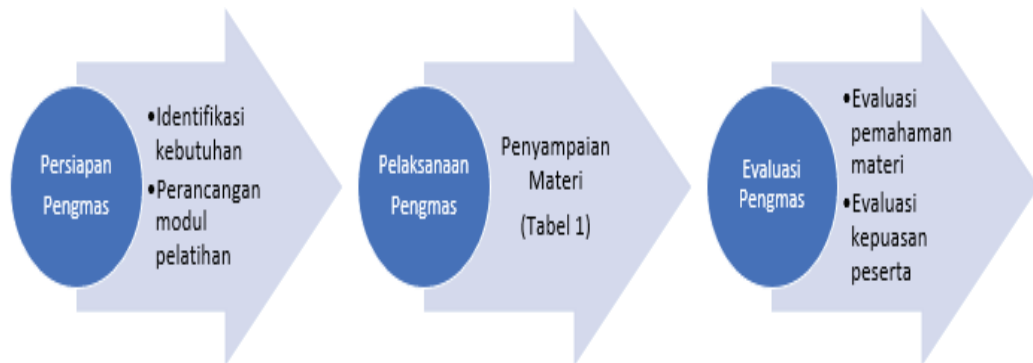 Persiapan
Pengmas
•Identifikasi
kebutuhan
•Perancangan
modul
pelatihan
Pelaksanaan
Pengmas
Penyampaian
Materi
(Tabel 1)
Evaluasi
Pengmas
•Evaluasi
pemahaman
materi
•Evaluasi
kepuasan
peserta